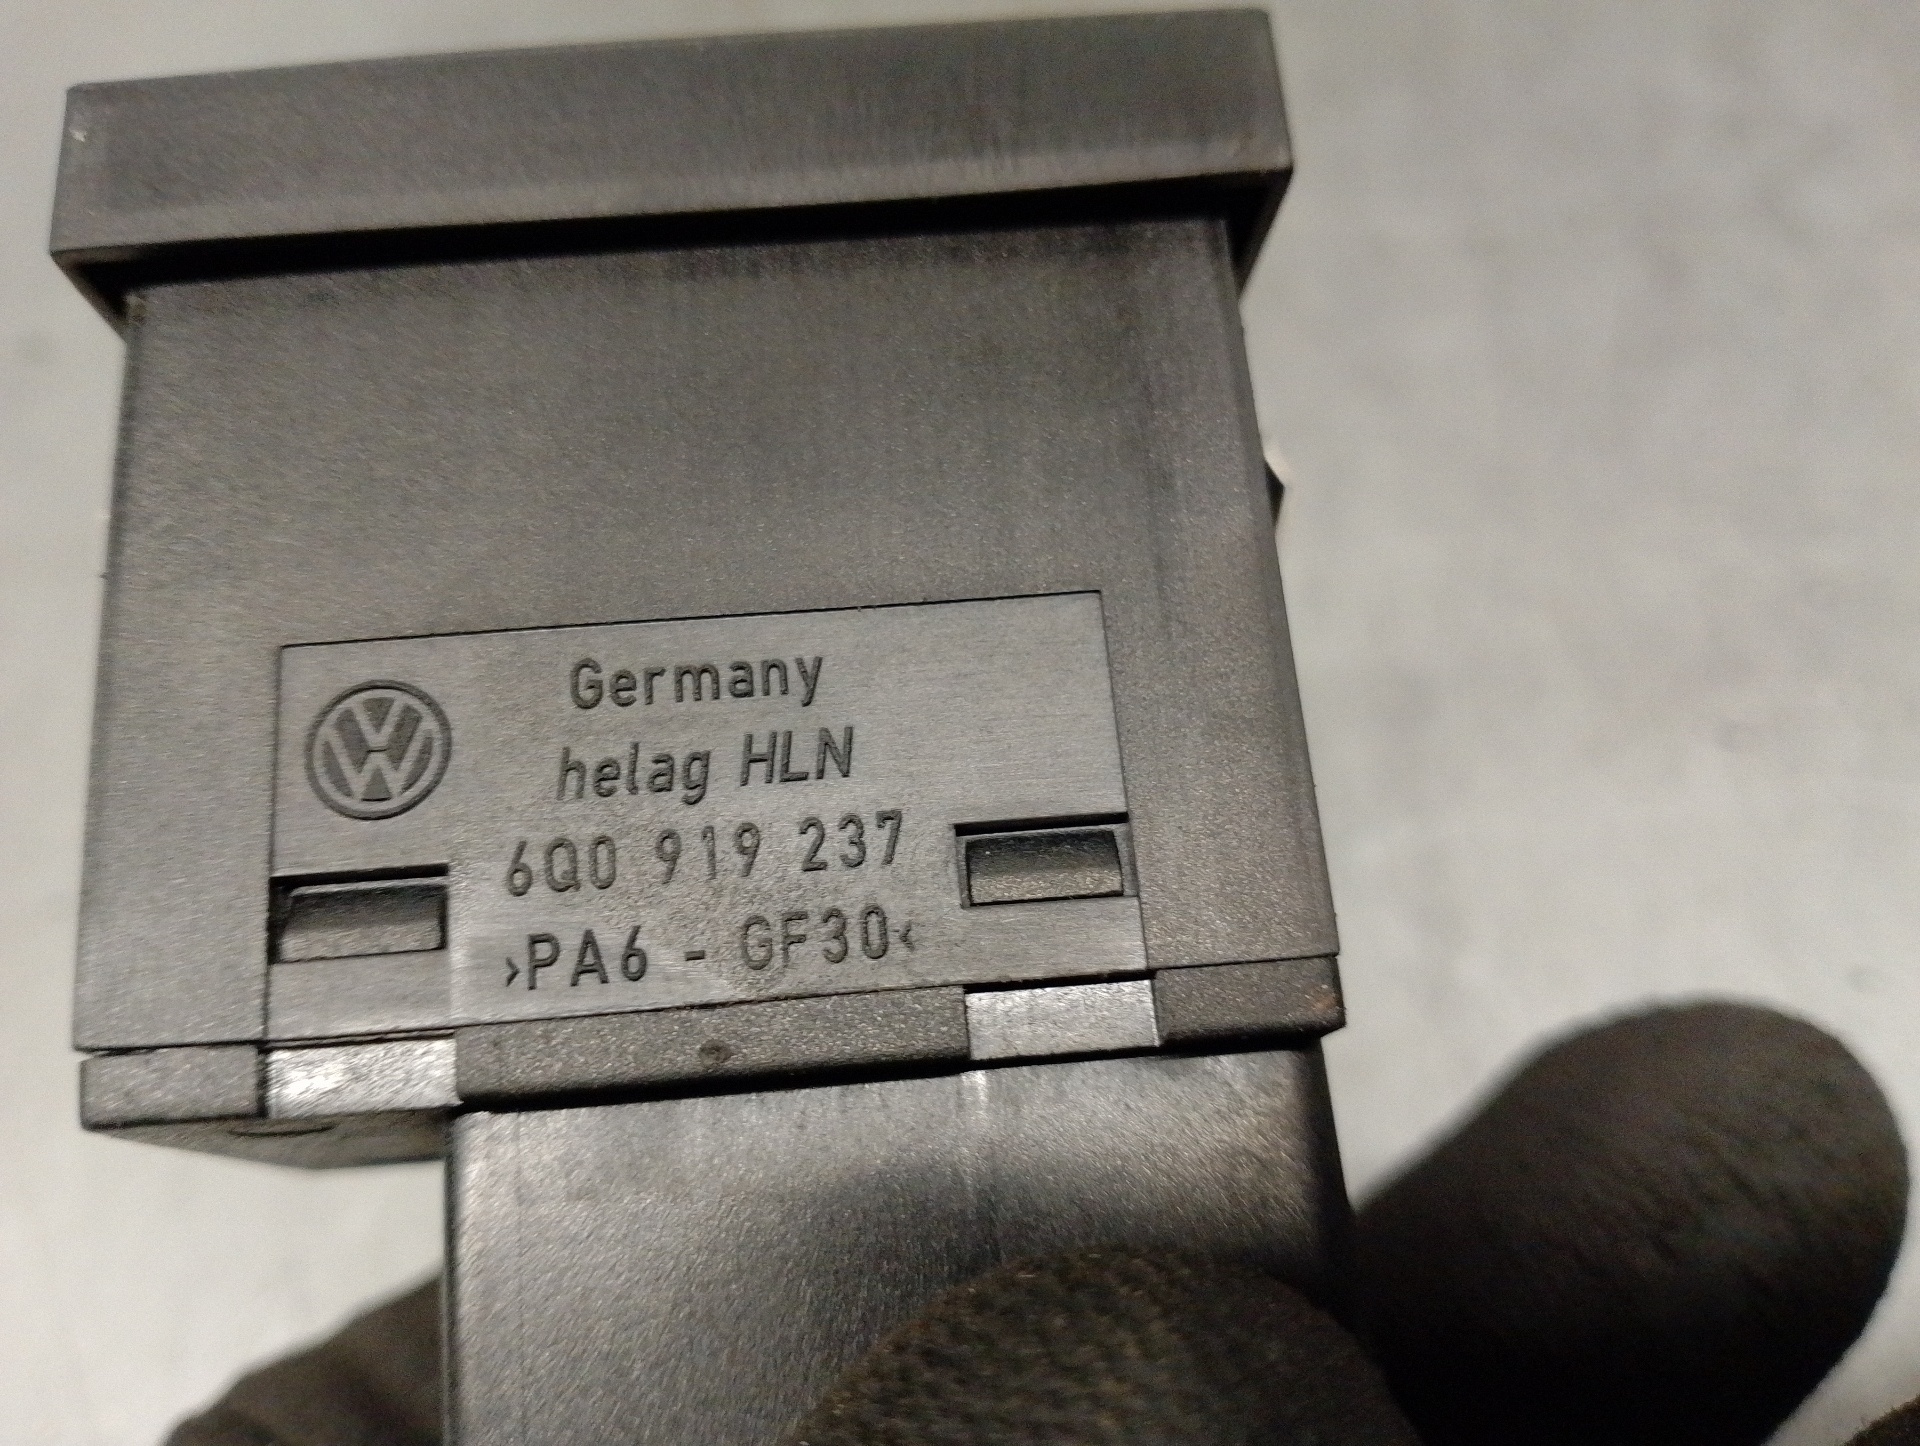 Germany
helag HLN
6Q0 919 237
>PA6 - GF30<